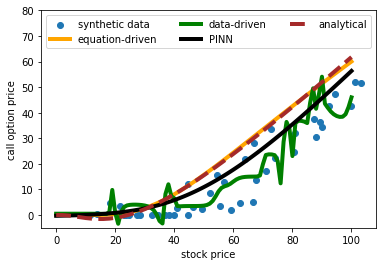 80
70
60
50
40
30
20
10
0
call option price
synthetic data
equation-driven
data-driven
PINN
analytical
0 20 40 60 80 100
stock price